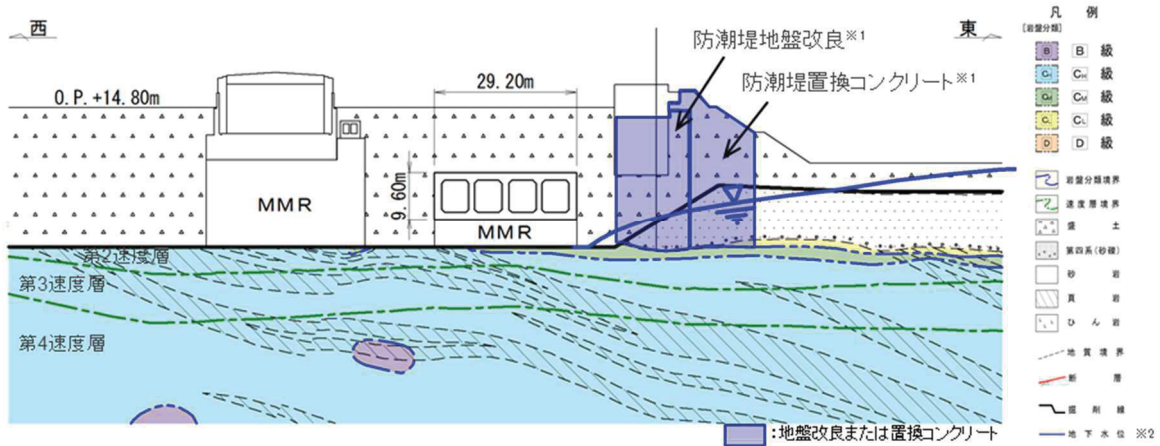 西
東
防潮堤地盤改良※1
防潮堤置換コンクリート※1
O.P.+14.80m
29.20m
9.60m
MMR
MMR
第2速度層
第3速度層
第4速度層
:地盤改良または置換コンクリート
凡 例
[岩盤分類]
B B 級
CH CH 級
CM CM 級
CL CL 級
D D 級
岩盤分類境界
速度層境界
盛 土
第四系(砂礫)
砂 岩
頁 岩
ひ ん 岩
地 質 境 界
断 層
掘 削 線
地 下 水 位 ※2